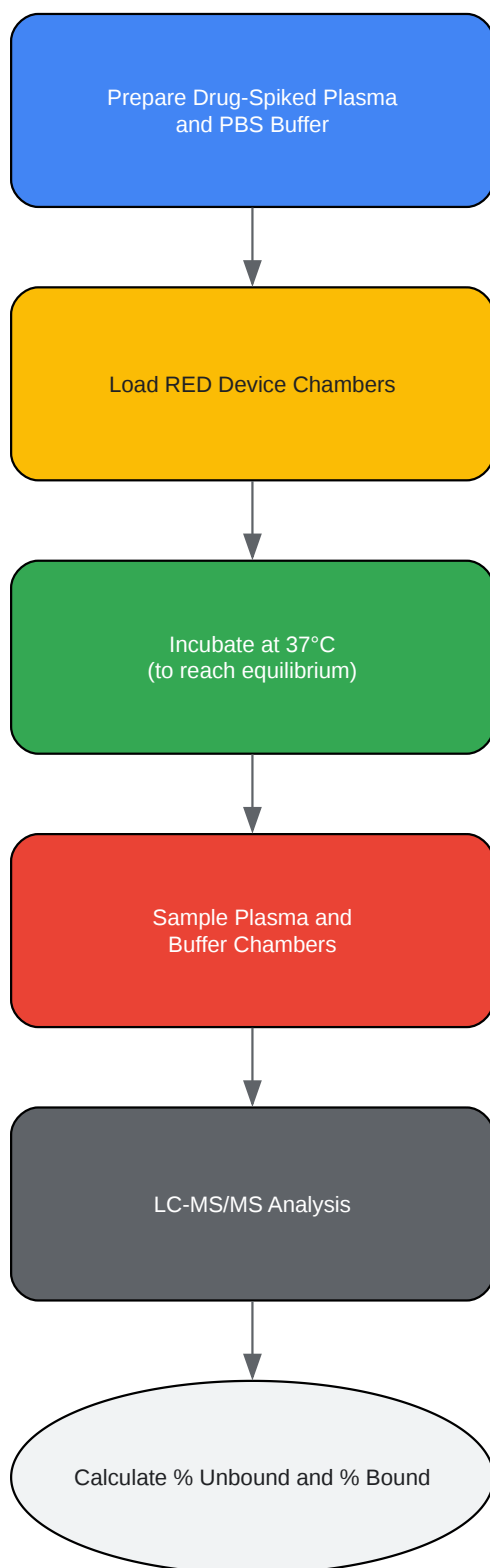 Prepare Drug-Spiked Plasma
and PBS Buffer
Load RED Device Chambers
Incubate at 37°C
(to reach equilibrium)
Sample Plasma and
Buffer Chambers
LC-MS/MS Analysis
Calculate % Unbound and % Bound